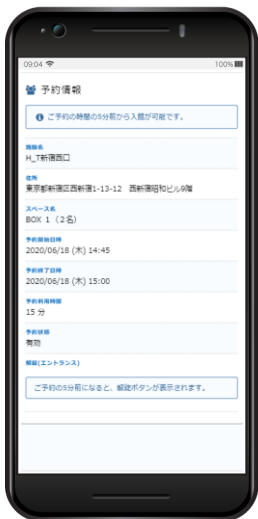 09:04
100%
予約情報
ご予約の時間の5分前から入館が可能です。
施設名
H_T新宿西口
住所
東京都新宿区西新宿1-13-12 西新宿昭和ビル9階
スペース名
BOX 1 (2名)
予約開始日時
2020/06/18 (木) 14:45
予約終了日時
2020/06/18 (木) 15:00
予約利用時間
15 分
予約状態
有効
解錠(エントランス)
ご予約の5分前になると、解錠ボタンが表示されます。